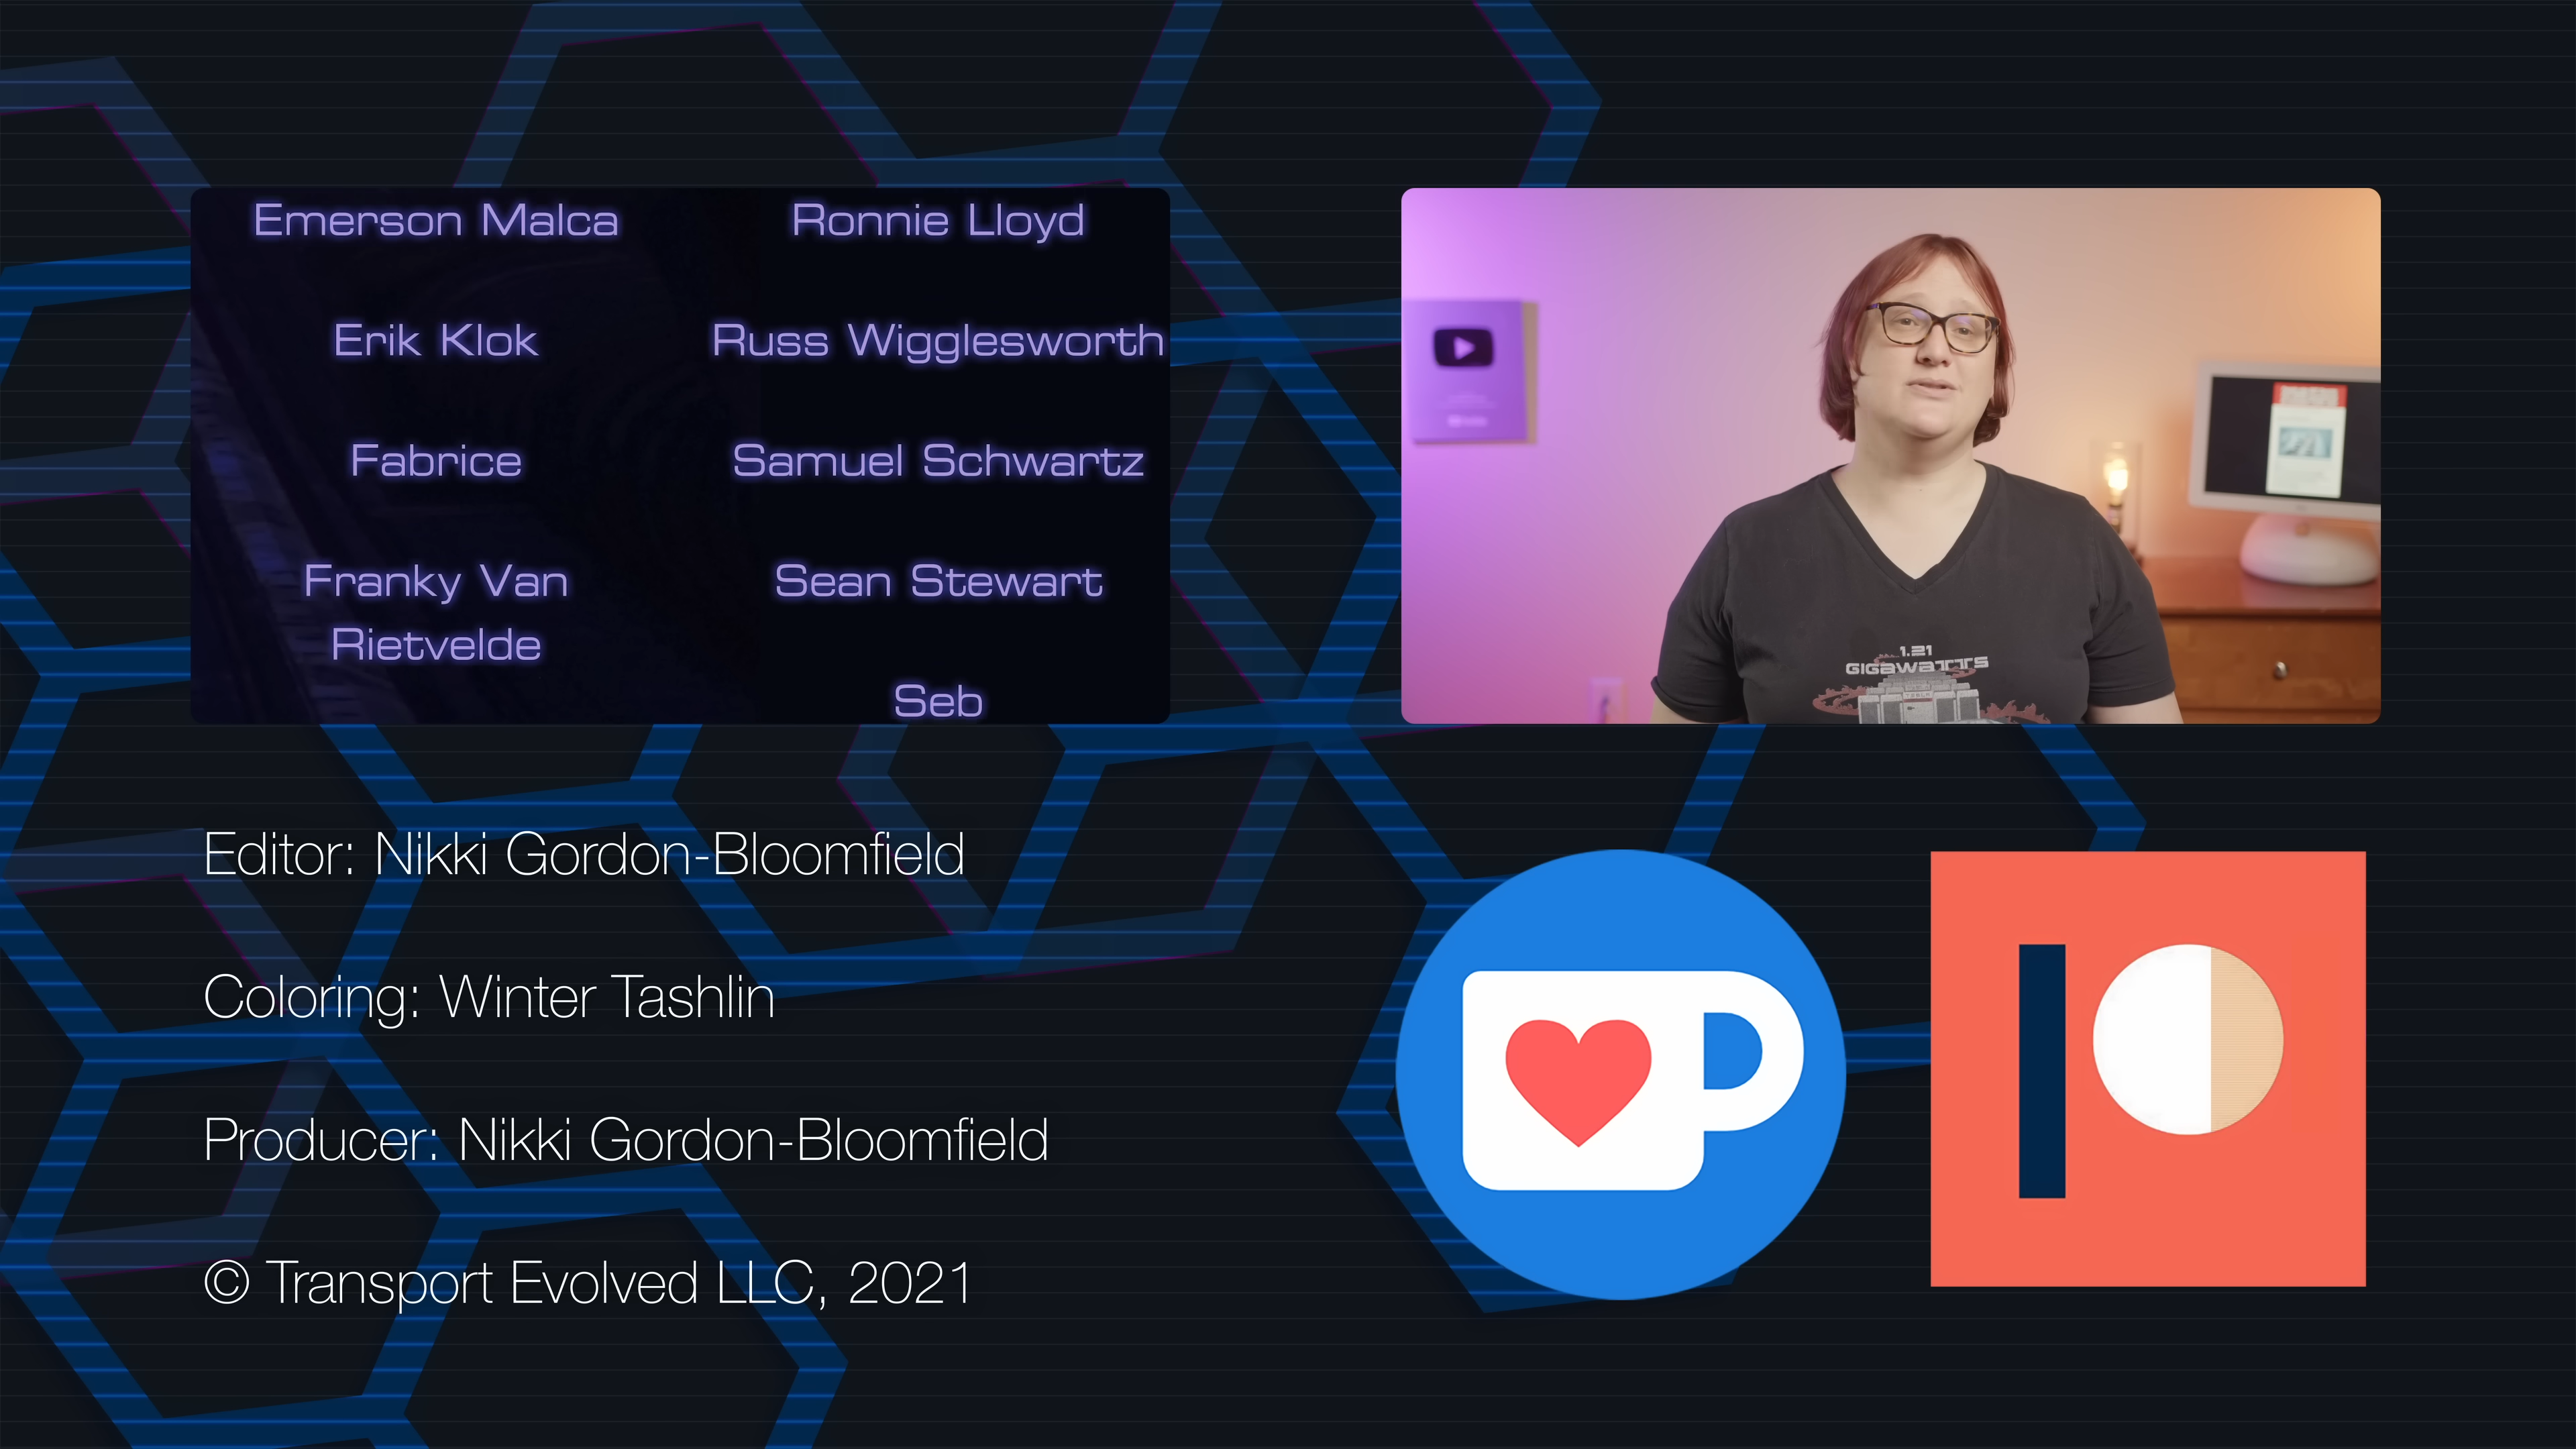 Emerson Malca
Ronnie Lloyd
Erik Klok
Russ Wigglesworth
Fabrice
Samuel Schwartz
Franky Van
Rietvelde
Sean Stewart
Seb
1.21
GIGAWATTS
Editor: Nikki Gordon-Bloomfield
Coloring: Winter Tashlin
Producer: Nikki Gordon-Bloomfield
© Transport Evolved LLC, 2021